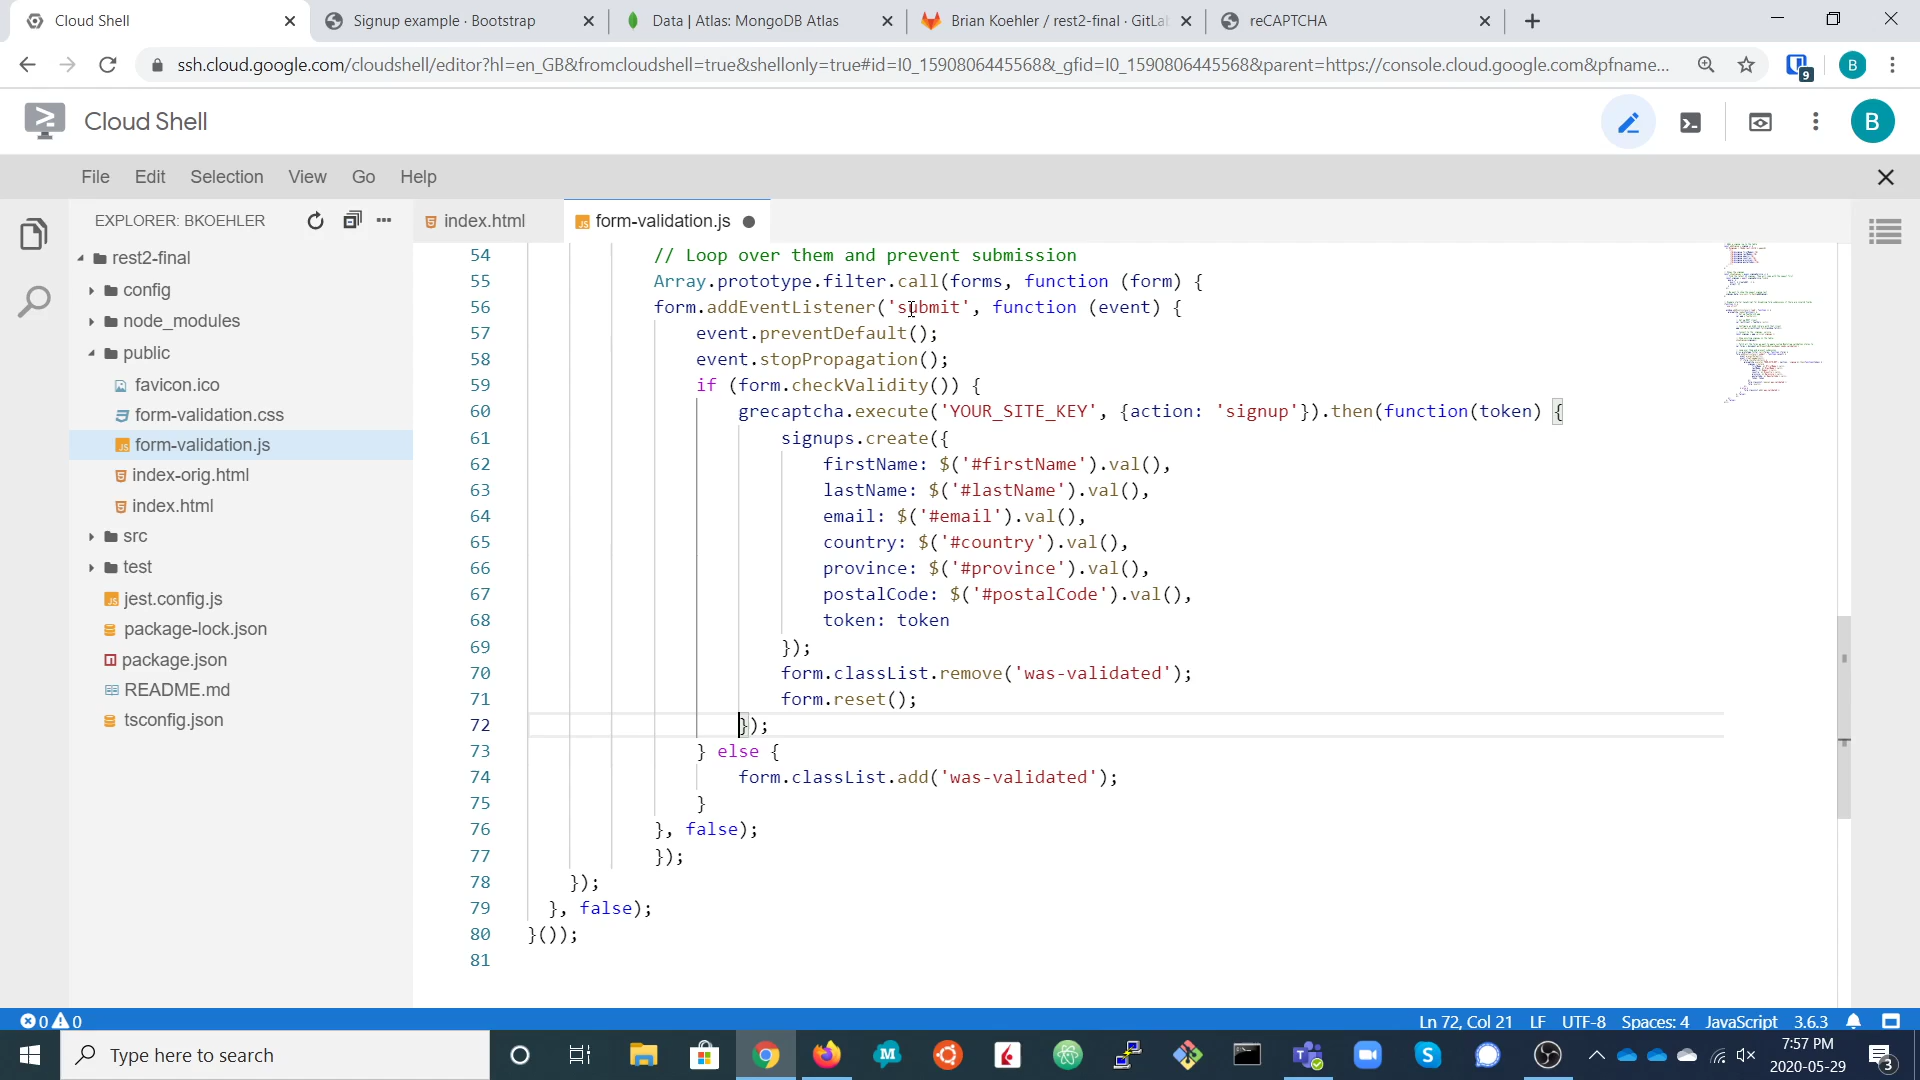 Cloud Shell
Signup example · Bootstrap
Data | Atlas: MongoDB Atlas
Brian Koehler / rest2-final · GitLa
reCAPTCHA
ssh.cloud.google.com/cloudshell/editor?hl=en_GB&fromcloudshell=true&shellonly=true#id=I0_1590806445568&_gfid=I0_1590806445568&parent=https://console.cloud.google.com&pfname...
9
B
Cloud Shell
B
File Edit Selection View Go Help
EXPLORER: BKOEHLER
index.html
form-validation.js
rest2-final
config
node_modules
public
favicon.ico
form-validation.css
form-validation.js
index-orig.html
index.html
src
test
jest.config.js
package-lock.json
package.json
README.md
tsconfig.json
54 // Loop over them and prevent submission
55 Array.prototype.filter.call(forms, function (form) {
56 form.addEventListener('submit', function (event) {
57 event.preventDefault();
58 event.stopPropagation();
59 if (form.checkValidity()) {
60 grecaptcha.execute('YOUR_SITE_KEY', {action: 'signup'}).then(function(token) {
61 signups.create({
62 firstName: $('#firstName').val(),
63 lastName: $('#lastName').val(),
64 email: $('#email').val(),
65 country: $('#country').val(),
66 province: $('#province').val(),
67 postalCode: $('#postalCode').val(),
68 token: token
69 });
70 form.classList.remove('was-validated');
71 form.reset();
72 });
73 } else {
74 form.classList.add('was-validated');
75 }
76 }, false);
77 });
78 });
79 }, false);
80 }());
81
0 0
Ln 72, Col 21 LF UTF-8 Spaces: 4 JavaScript 3.6.3
Type here to search
7:57 PM
2020-05-29
3